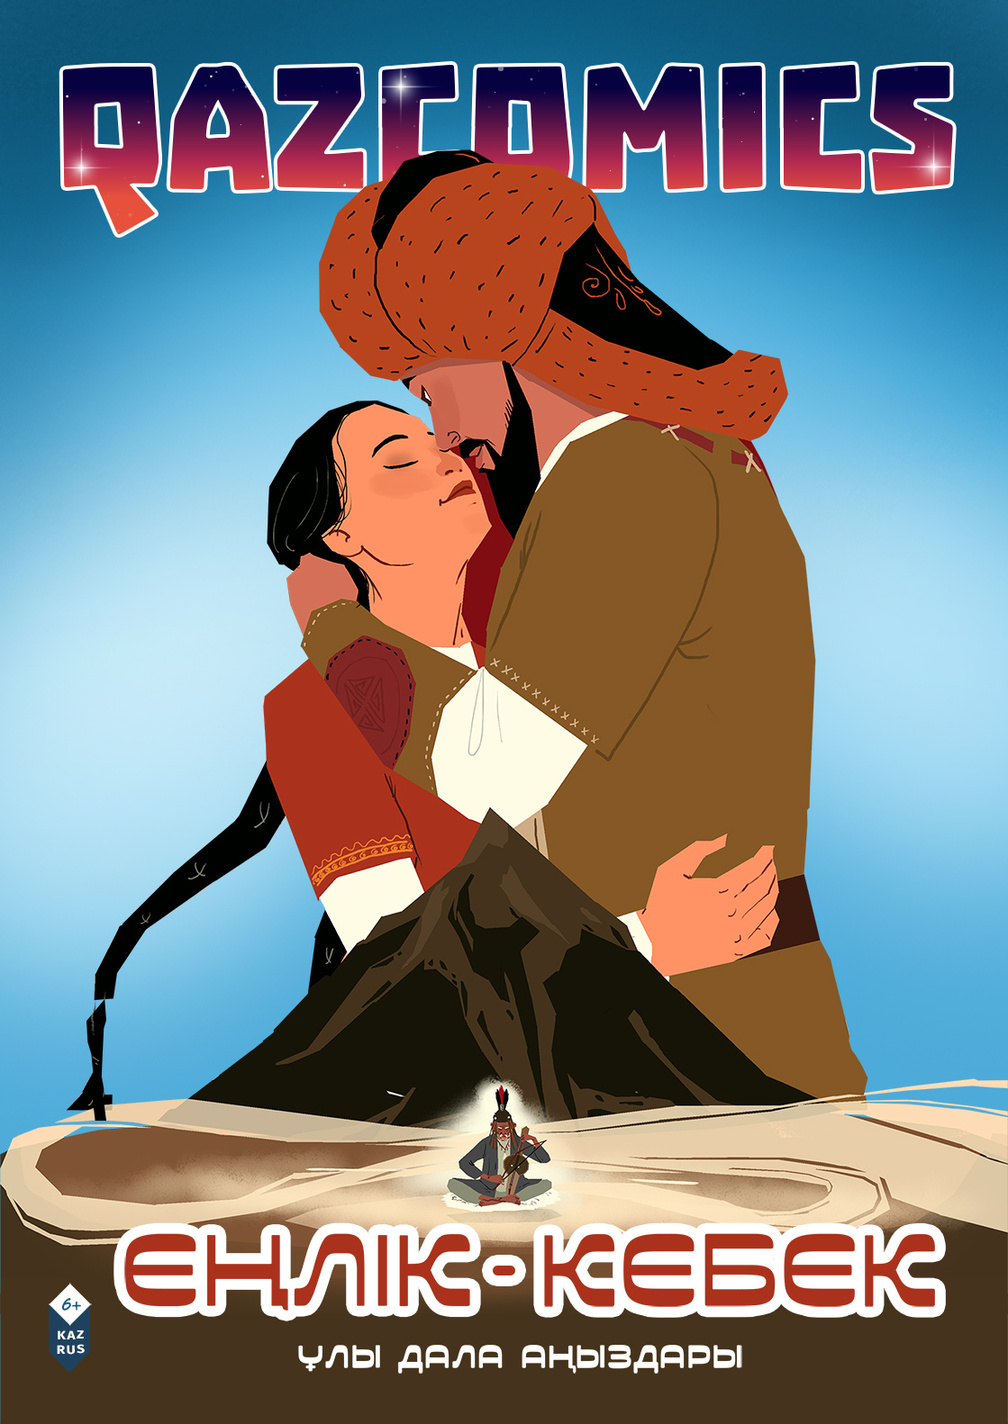 QAZCOMICS
ЕҢЛІК-КЕБЕК
6+
KAZ
RUS
ҰЛЫ ДАЛА АҢЫЗДАРЫ